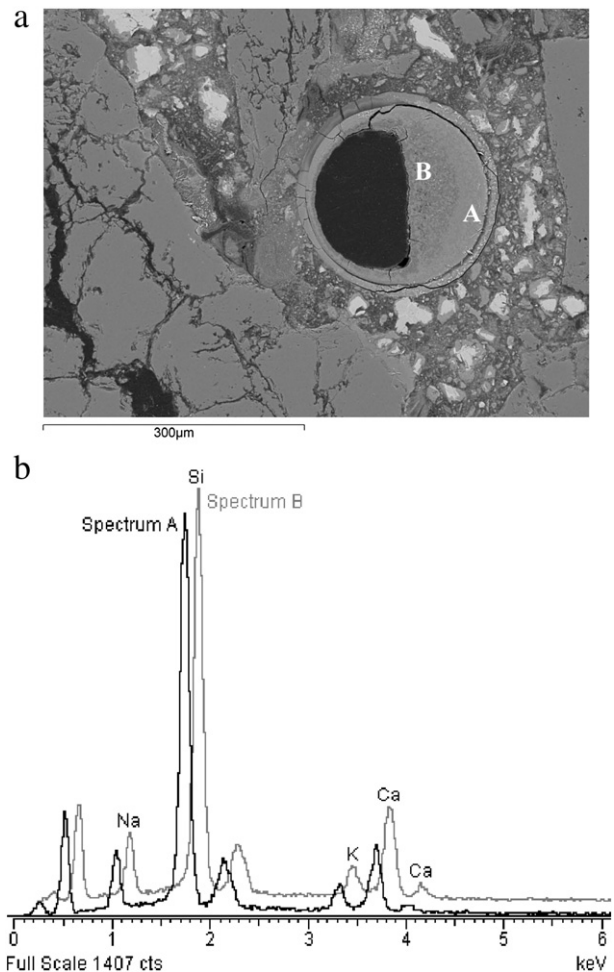 a
B
A
300µm
b
Si
Spectrum A
Spectrum B
Na
K
Ca
Ca
0 1 2 3 4 5 6
Full Scale 1407 cts
keV